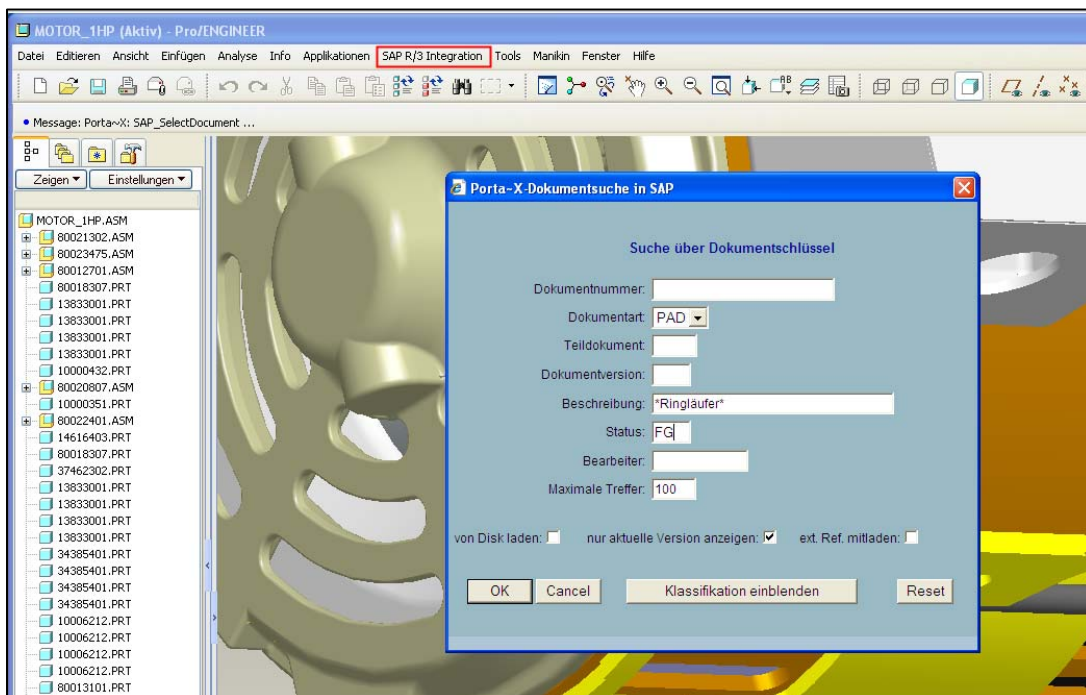 MOTOR_1HP (Aktiv) - Pro/ENGINEER
Datei Editieren Ansicht Einfügen Analyse Info Applikationen SAP R/3 Integration Tools Manikin Fenster Hilfe
• Message: Porta~X: SAP_SelectDocument ...
Zeigen Einstellungen
MOTOR_1HP.ASM
80021302.ASM
80023475.ASM
80012701.ASM
80018307.PRT
13833001.PRT
13833001.PRT
13833001.PRT
13833001.PRT
10000432.PRT
80020807.ASM
10000351.PRT
80022401.ASM
14616403.PRT
80018307.PRT
37462302.PRT
13833001.PRT
13833001.PRT
13833001.PRT
13833001.PRT
34385401.PRT
34385401.PRT
34385401.PRT
34385401.PRT
10006212.PRT
10006212.PRT
10006212.PRT
10006212.PRT
80013101.PRT
Porta-X-Dokumentsuche in SAP
Suche über Dokumentschlüssel
Dokumentnummer:
Dokumentart: PAD
Teildokument:
Dokumentversion:
Beschreibung: *Ringläufer*
Status: FG
Bearbeiter:
Maximale Treffer: 100
von Disk laden: nur aktuelle Version anzeigen: ext. Ref. mitladen:
OK Cancel Klassifikation einblenden Reset